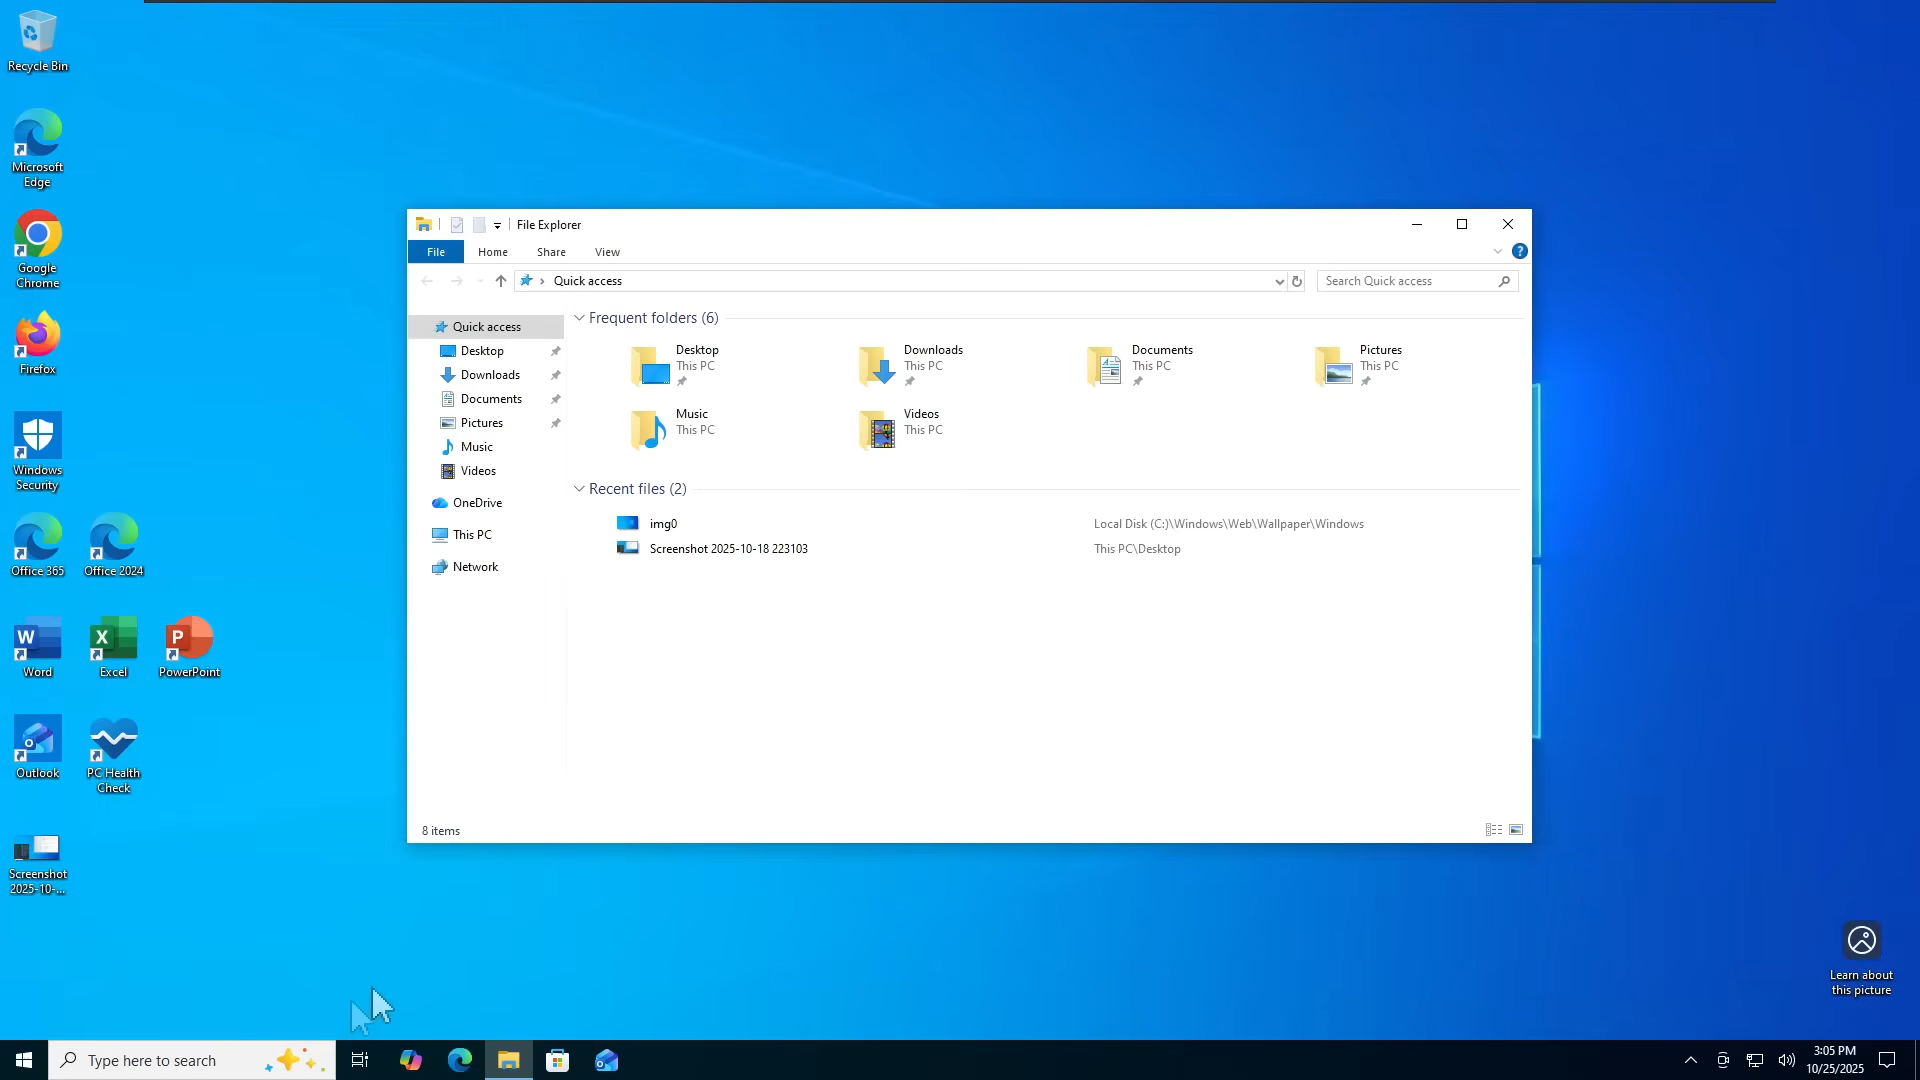 Recycle Bin
Microsoft
Edge
Google
Chrome
Firefox
Windows
Security
Office 365
Office 2024
Word
Excel
PowerPoint
Outlook
PC Health
Check
Screenshot
2025-10-...
File Explorer
File
Home
Share
View
Quick access
Search Quick access
Quick access
Desktop
Downloads
Documents
Pictures
Music
Videos
OneDrive
This PC
Network
Frequent folders (6)
Desktop
This PC
Downloads
This PC
Documents
This PC
Pictures
This PC
Music
This PC
Videos
This PC
Recent files (2)
img0
Local Disk (C:)\Windows\Web\Wallpaper\Windows
Screenshot 2025-10-18 223103
This PC\Desktop
8 items
Learn about
this picture
Type here to search
3:05 PM
10/25/2025